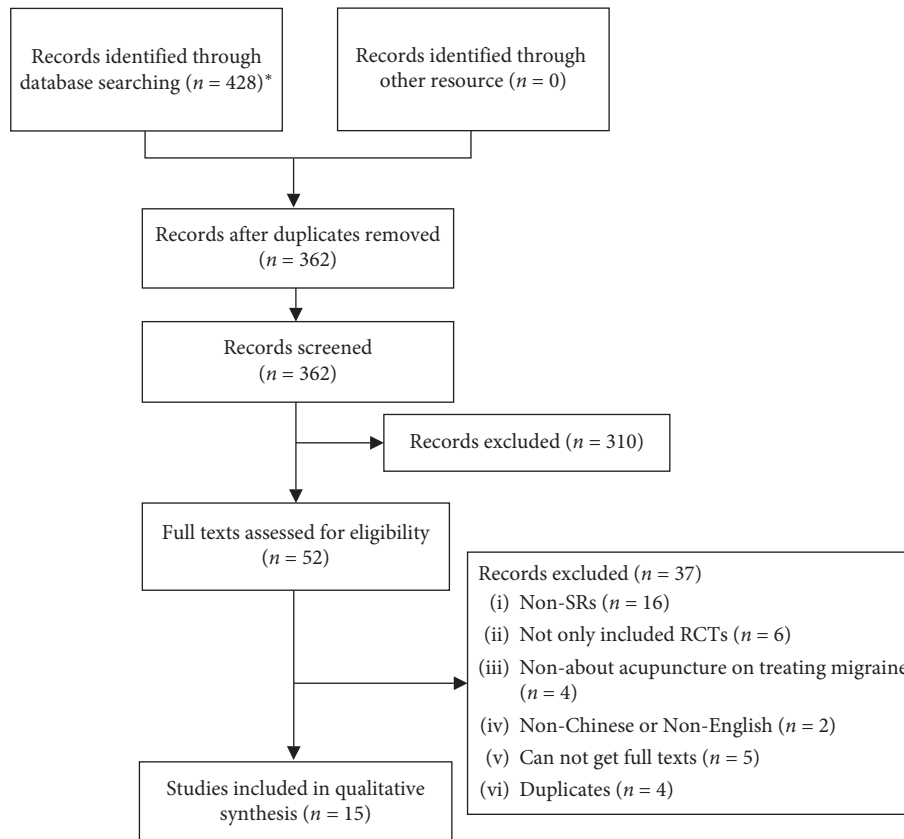 Records identified through
database searching (n = 428)*
Records identified through
other resource (n = 0)
Records after duplicates removed
(n = 362)
Records screened
(n = 362)
Records excluded (n = 310)
Full texts assessed for eligibility
(n = 52)
Records excluded (n = 37)
(i) Non-SRs (n = 16)
(ii) Not only included RCTs (n = 6)
(iii) Non-about acupuncture on treating migraine
(n = 4)
(iv) Non-Chinese or Non-English (n = 2)
(v) Can not get full texts (n = 5)
(vi) Duplicates (n = 4)
Studies included in qualitative
synthesis (n = 15)